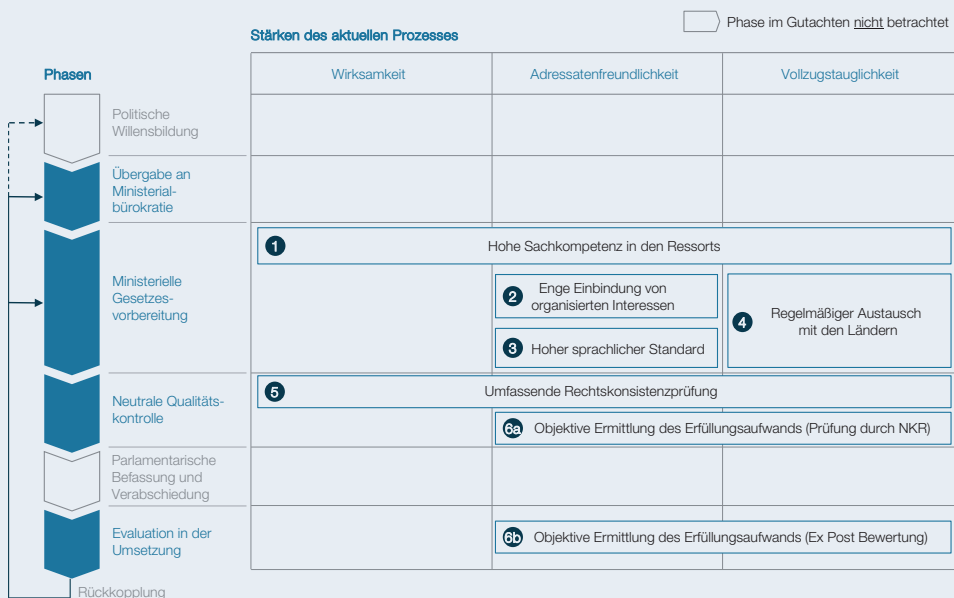 Phase im Gutachten nicht betrachtet
Stärken des aktuellen Prozesses
Phasen
Wirksamkeit
Adressatenfreundlichkeit
Vollzugstauglichkeit
Politische
Willensbildung
Übergabe an
Ministerial-
bürokratie
1 Hohe Sachkompetenz in den Ressorts
Ministerielle
Gesetzes-
vorbereitung
2 Enge Einbindung von
organisierten Interessen
3 Hoher sprachlicher Standard
4 Regelmäßiger Austausch
mit den Ländern
Neutrale Qualitäts-
kontrolle
5 Umfassende Rechtskonsistenzprüfung
6a Objektive Ermittlung des Erfüllungsaufwands (Prüfung durch NKR)
Parlamentarische
Befassung und
Verabschiedung
Evaluation in der
Umsetzung
6b Objektive Ermittlung des Erfüllungsaufwands (Ex Post Bewertung)
Rückkopplung